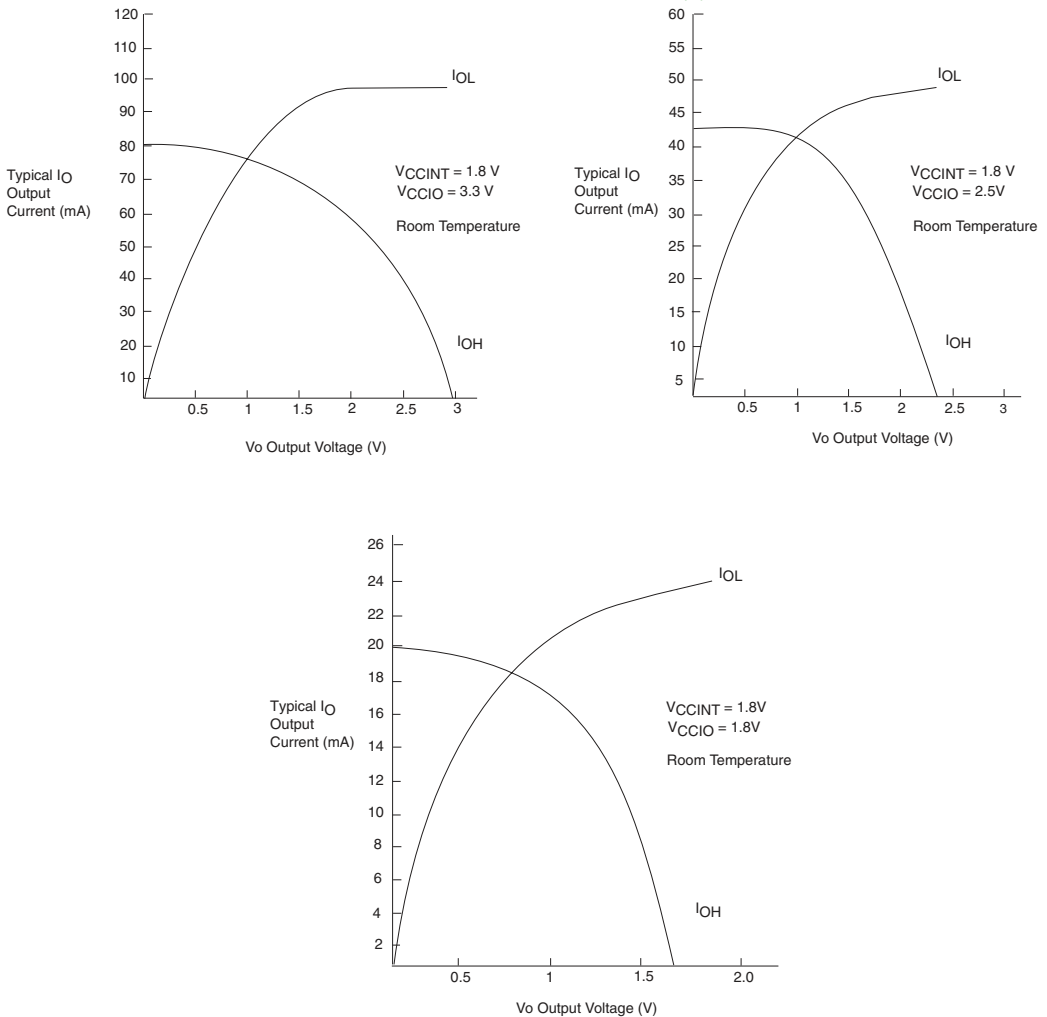 120
110
100
90
80
70
60
50
40
30
20
10
Typical IO
Output
Current (mA)
IOL
VCCINT = 1.8 V
VCCIO = 3.3 V
Room Temperature
IOH
0.5 1 1.5 2 2.5 3
Vo Output Voltage (V)
60
55
50
45
40
35
30
25
20
15
10
5
Typical IO
Output
Current (mA)
IOL
VCCINT = 1.8 V
VCCIO = 2.5V
Room Temperature
IOH
0.5 1 1.5 2 2.5 3
Vo Output Voltage (V)
26
24
22
20
18
16
14
12
10
8
6
4
2
Typical IO
Output
Current (mA)
IOL
VCCINT = 1.8V
VCCIO = 1.8V
Room Temperature
IOH
0.5 1 1.5 2.0
Vo Output Voltage (V)